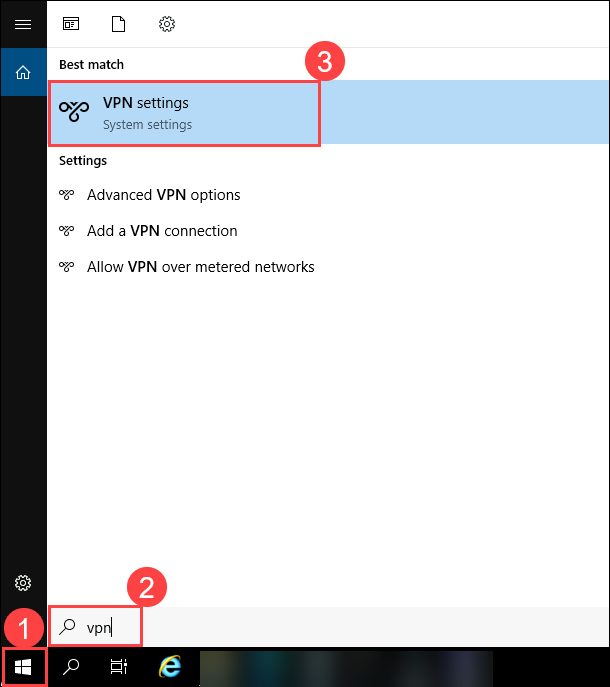 3
Best match
VPN settings
System settings
Settings
Advanced VPN options
Add a VPN connection
Allow VPN over metered networks
2
vpn
1